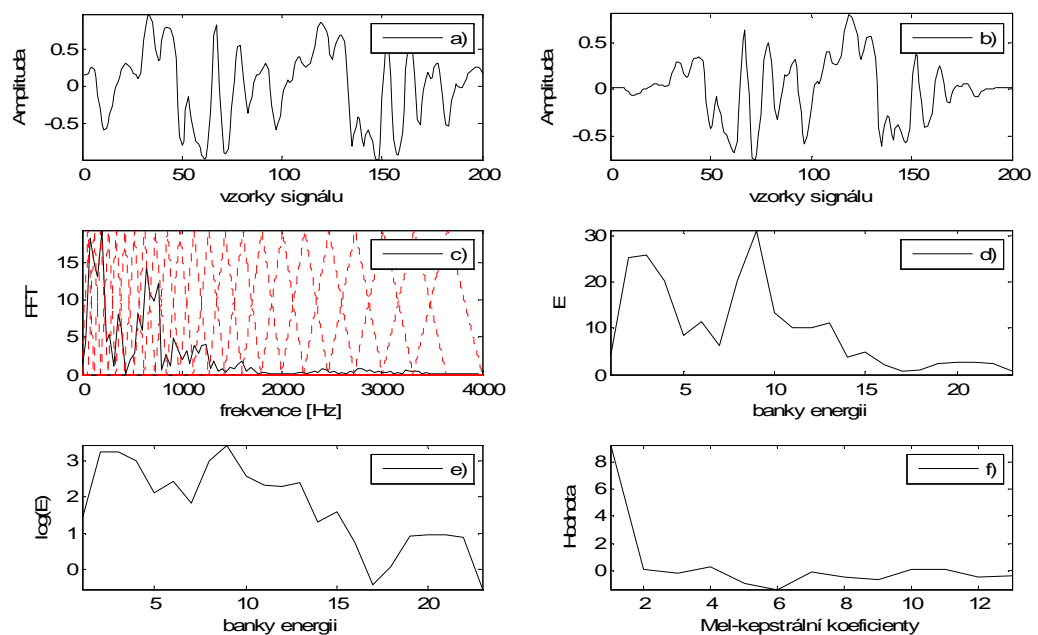 a)
0.5
0
-0.5
Amplituda
0 50 100 150 200
vzorky signálu
b)
0.5
0
-0.5
Amplituda
0 50 100 150 200
vzorky signálu
c)
15
10
5
0
FFT
0 1000 2000 3000 4000
frekvence [Hz]
d)
30
20
10
0
E
5 10 15 20
banky energii
e)
3
2
1
0
log(E)
5 10 15 20
banky energii
f)
8
6
4
2
0
Hodnota
2 4 6 8 10 12
Mel-kepstrální koeficienty